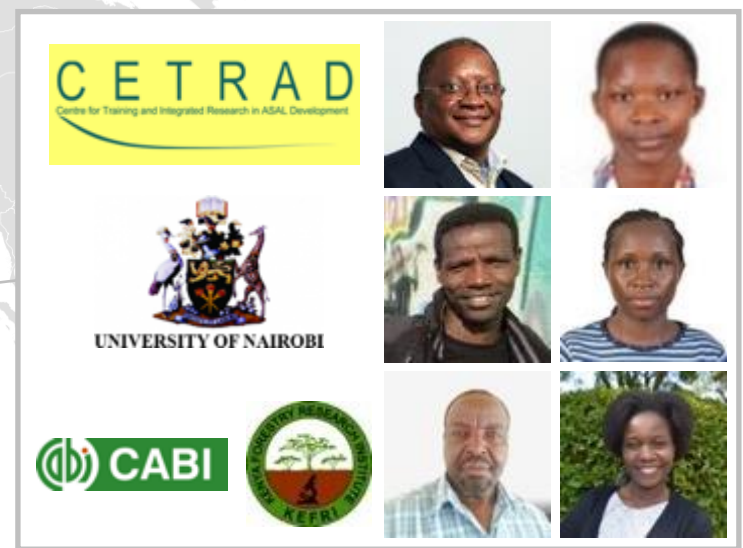 CETRAD
Centre for Training and Integrated Research in ASAL Development
UNIVERSITY OF NAIROBI
CABI
KENYA FORESTRY RESEARCH INSTITUTE
KEFRI